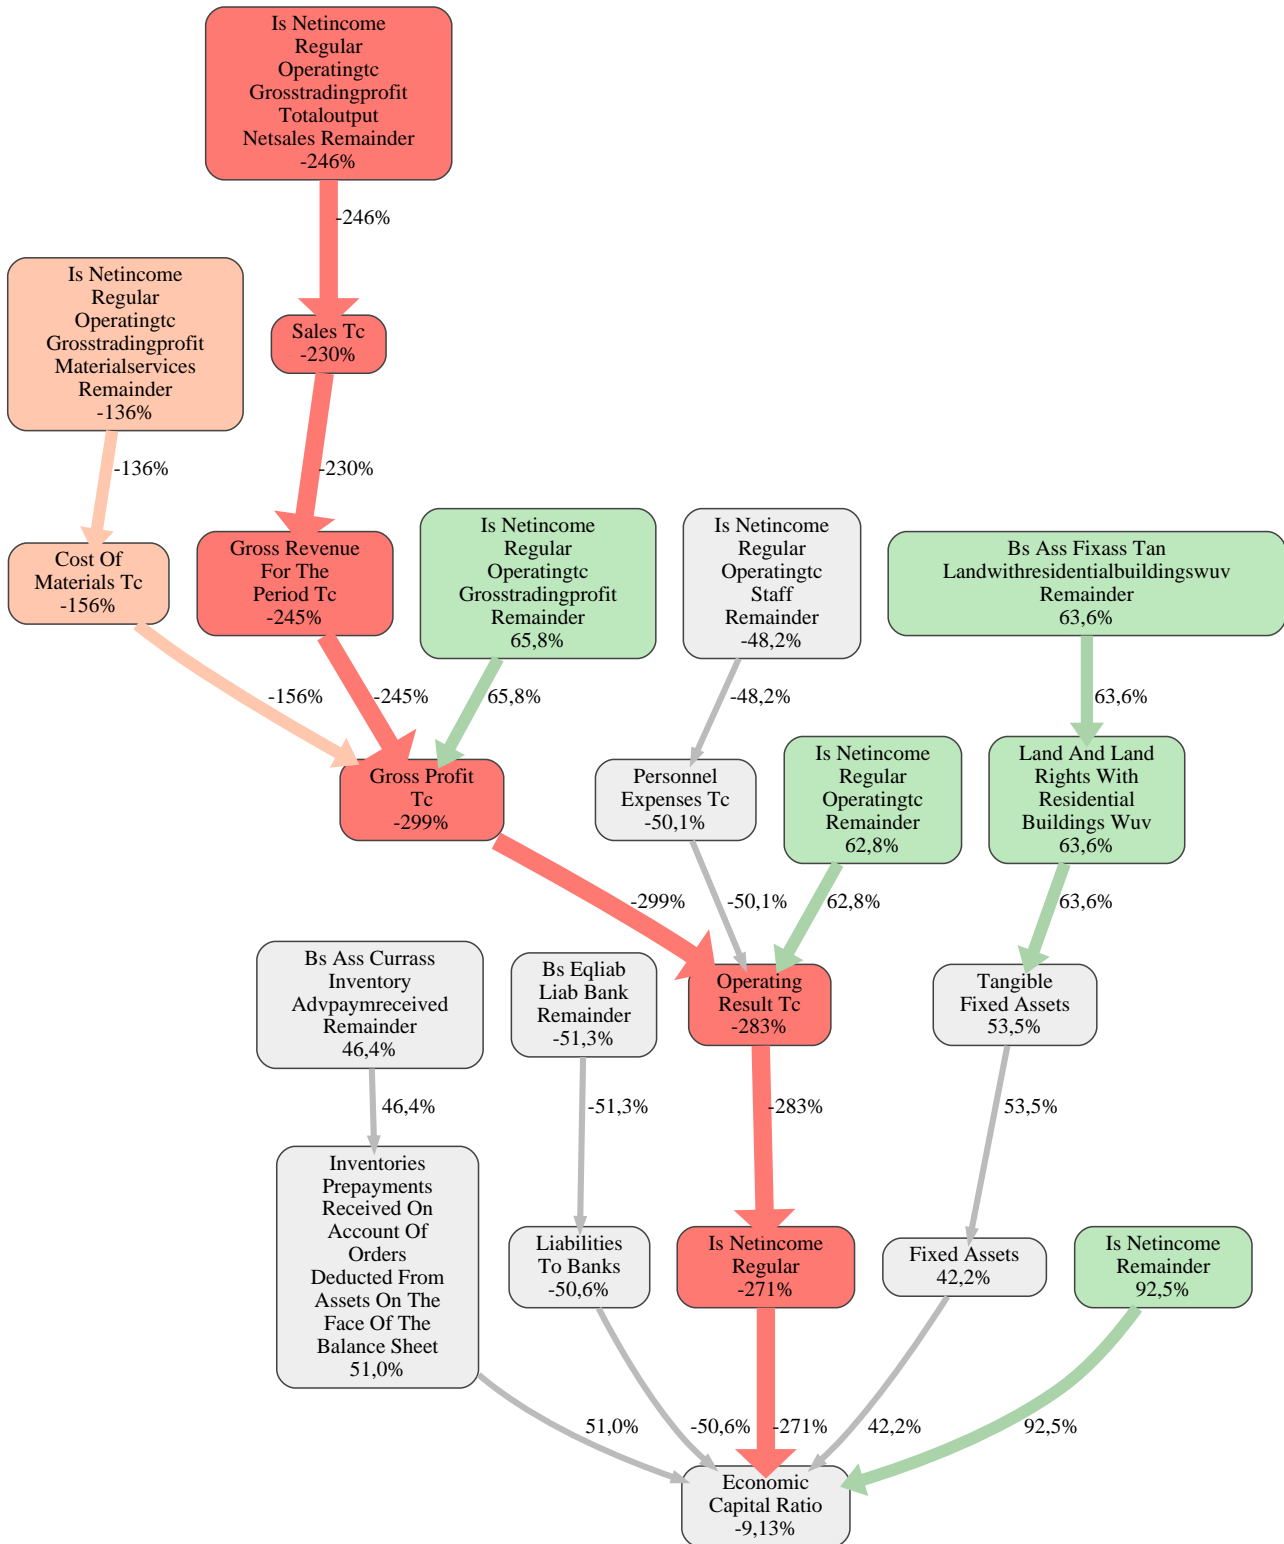 Is Netincome
Regular
Operatingtc
Grosstradingprofit
Totaloutput
Netsales Remainder
-246%
-246%
Is Netincome
Regular
Operatingtc
Grosstradingprofit
Materialservices
Remainder
-136%
Sales Tc
-230%
-136%
-230%
Cost Of
Materials Tc
-156%
Gross Revenue
For The
Period Tc
-245%
Is Netincome
Regular
Operatingtc
Grosstradingprofit
Remainder
65,8%
Is Netincome
Regular
Operatingtc
Staff
Remainder
-48,2%
Bs Ass Fixass Tan
Landwithresidentialbuildingswuv
Remainder
63,6%
-156%
-245%
65,8%
-48,2%
63,6%
Gross Profit
Tc
-299%
Personnel
Expenses Tc
-50,1%
Is Netincome
Regular
Operatingtc
Remainder
62,8%
Land And Land
Rights With
Residential
Buildings Wuv
63,6%
-299%
-50,1%
62,8%
63,6%
Bs Ass Currass
Inventory
Advpaymreceived
Remainder
46,4%
Bs Eqliab
Liab Bank
Remainder
-51,3%
Operating
Result Tc
-283%
Tangible
Fixed Assets
53,5%
46,4%
-51,3%
-283%
53,5%
Inventories
Prepayments
Received On
Account Of
Orders
Deducted From
Assets On The
Face Of The
Balance Sheet
51,0%
Liabilities
To Banks
-50,6%
Is Netincome
Regular
-271%
Fixed Assets
42,2%
Is Netincome
Remainder
92,5%
51,0%
-50,6%
-271%
42,2%
92,5%
Economic
Capital Ratio
-9,13%